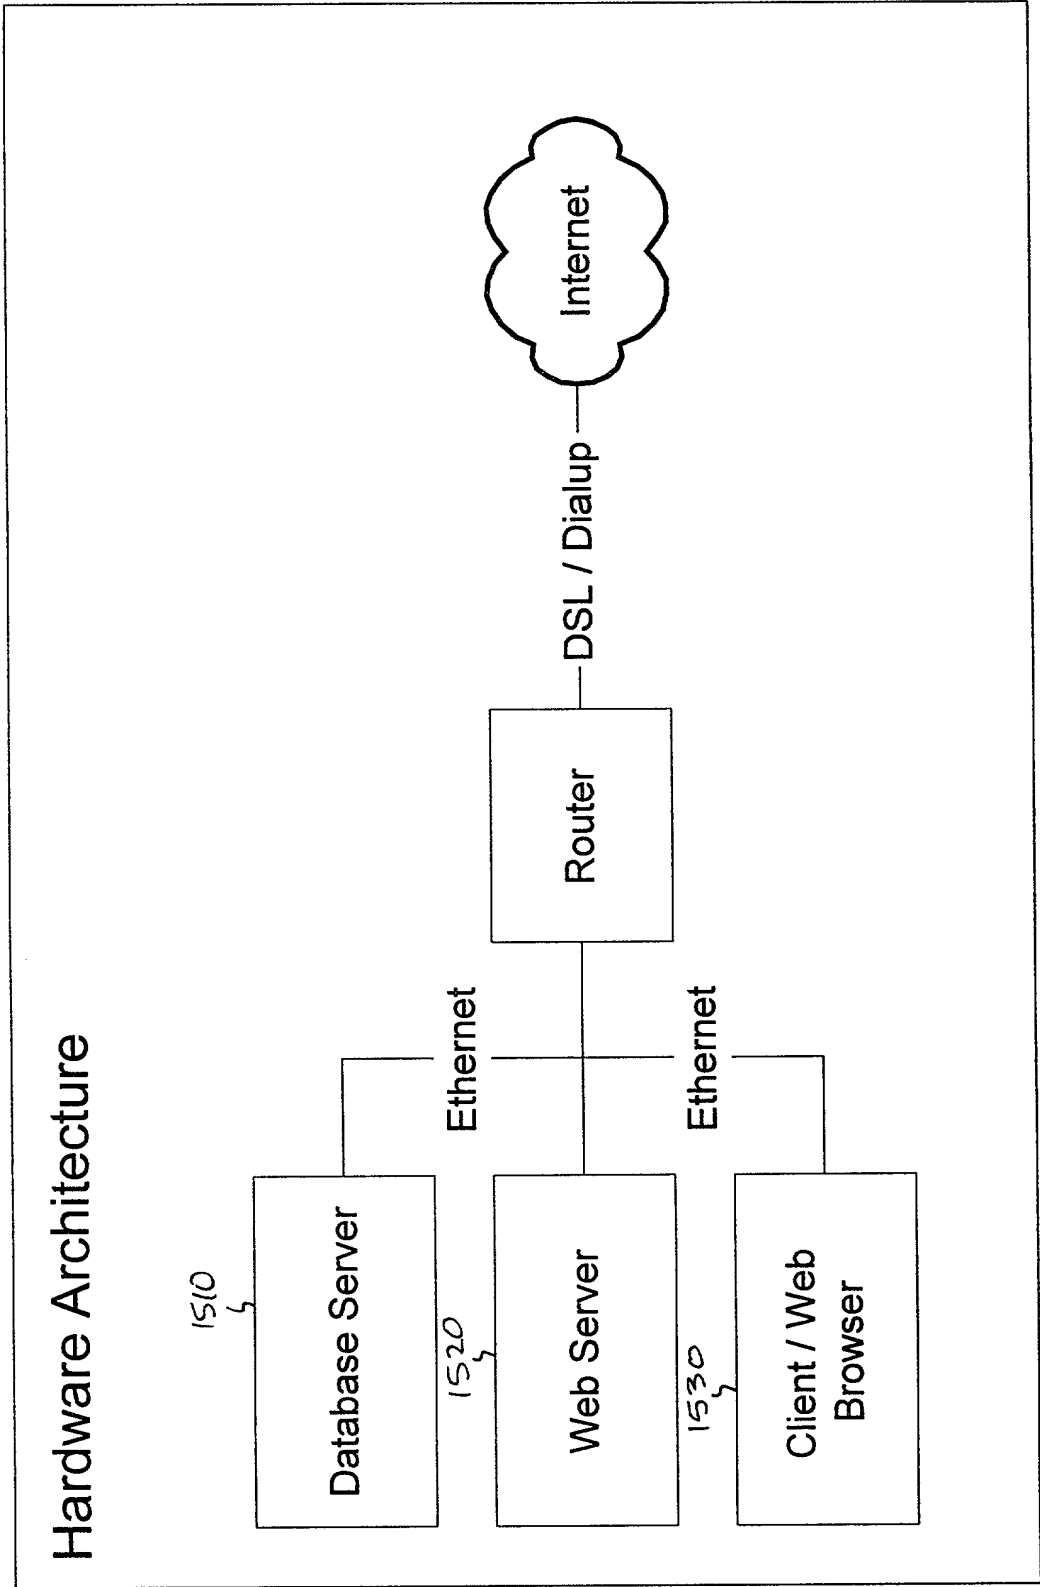 Hardware Architecture
1510
Database Server
Ethernet
1520
Web Server
Router
DSL / Dialup
Internet
1530
Client / Web
Browser
Ethernet